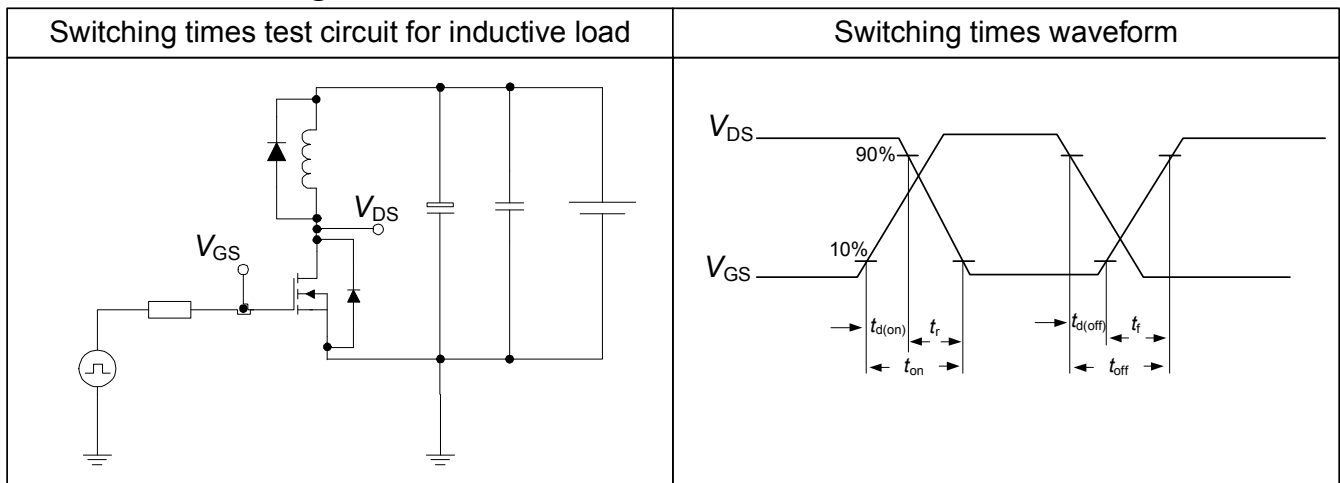 Switching times test circuit for inductive load
Switching times waveform
VDS
VGS
VDS
90%
10%
VGS
td(on)
tr
td(off)
tf
ton
toff